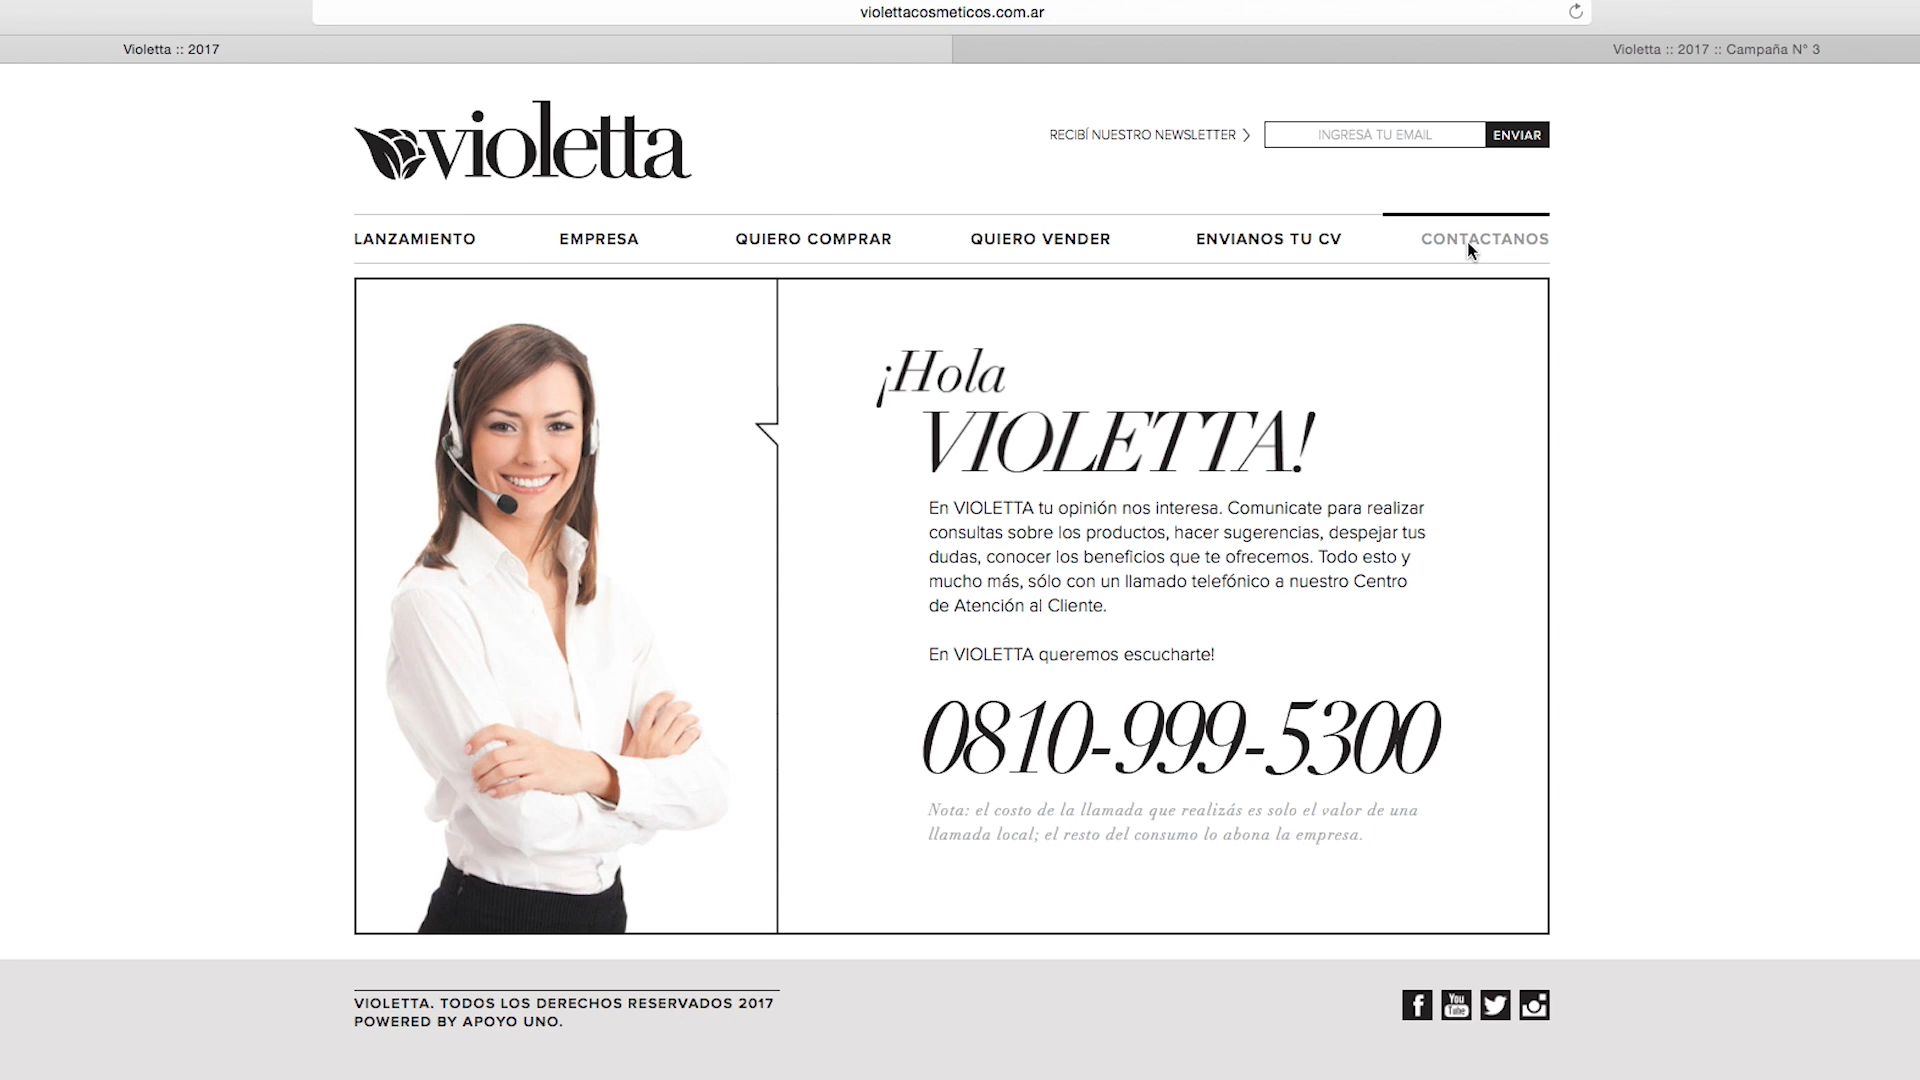 violettacosmeticos.com.ar
Violetta :: 2017
Violetta :: 2017 :: Campaña N° 3
violetta
RECIBÍ NUESTRO NEWSLETTER
INGRESÁ TU EMAIL
ENVIAR
LANZAMIENTO
EMPRESA
QUIERO COMPRAR
QUIERO VENDER
ENVIANOS TU CV
CONTACTANOS
¡Hola
VIOLETTA!
En VIOLETTA tu opinión nos interesa. Comunicate para realizar
consultas sobre los productos, hacer sugerencias, despejar tus
dudas, conocer los beneficios que te ofrecemos. Todo esto y
mucho más, sólo con un llamado telefónico a nuestro Centro
de Atención al Cliente.
En VIOLETTA queremos escucharte!
0810-999-5300
Nota: el costo de la llamada que realizás es solo el valor de una
llamada local; el resto del consumo lo abona la empresa.
VIOLETTA. TODOS LOS DERECHOS RESERVADOS 2017
POWERED BY APOYO UNO.
You
Tube